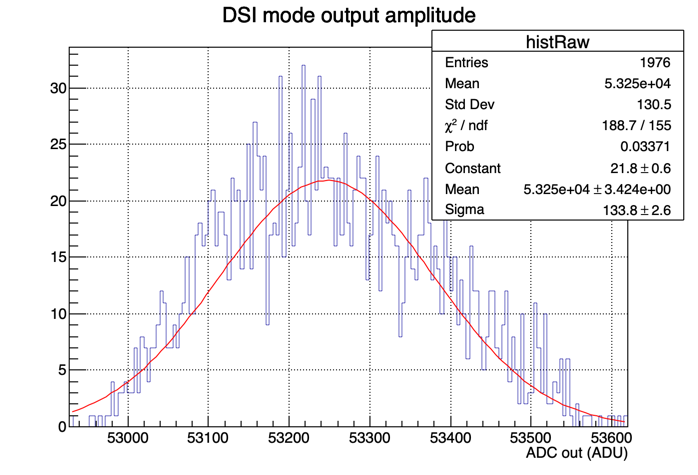 DSI mode output amplitude
histRaw
Entries 1976
Mean 5.325e+04
Std Dev 130.5
χ² / ndf 188.7 / 155
Prob 0.03371
Constant 21.8 ± 0.6
Mean 5.325e+04 ± 3.424e+00
Sigma 133.8 ± 2.6
30
25
20
15
10
5
0
53000 53100 53200 53300 53400 53500 53600
ADC out (ADU)